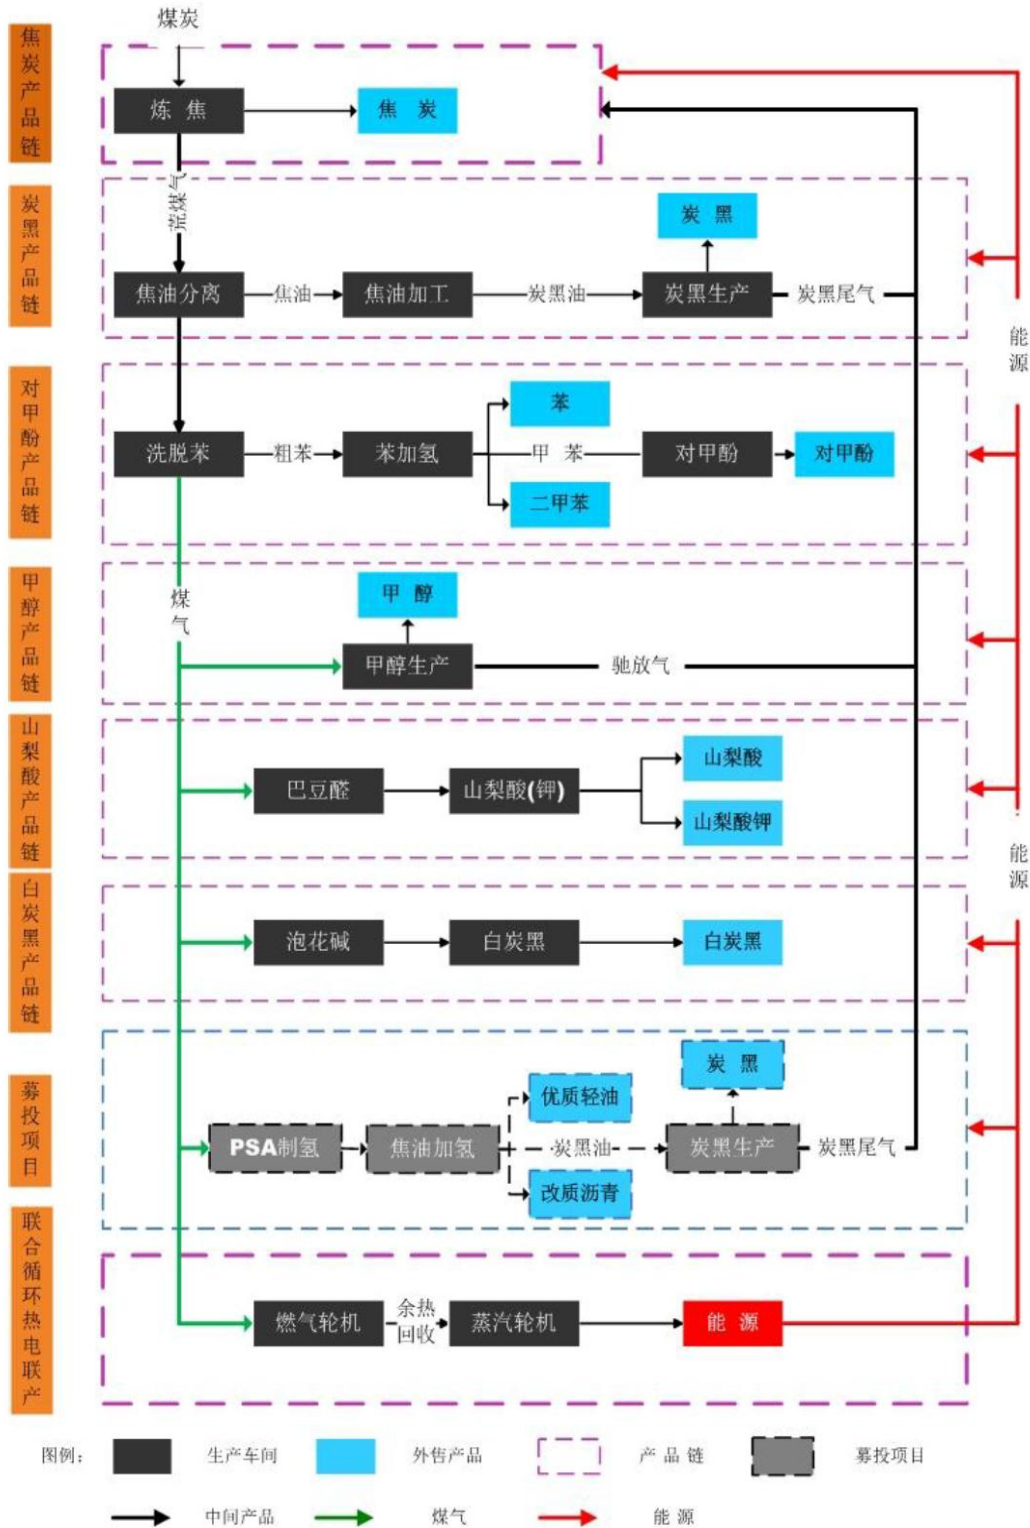 煤炭
焦炭产品链
炼 焦
焦 炭
荒煤气
炭黑产品链
炭 黑
焦油分离
焦油
焦油加工
炭黑油
炭黑生产
炭黑尾气
能源
对甲酚产品链
苯
洗脱苯
粗苯
苯加氢
甲 苯
对甲酚
对甲酚
二甲苯
甲醇产品链
甲 醇
煤气
甲醇生产
驰放气
山梨酸产品链
山梨酸
巴豆醛
山梨酸(钾)
山梨酸钾
能源
白炭黑产品链
泡花碱
白炭黑
白炭黑
募投项目
炭 黑
优质轻油
PSA制氢
焦油加氢
炭黑油
炭黑生产
炭黑尾气
改质沥青
联合循环热电联产
燃气轮机
余热
回收
蒸汽轮机
能 源
图例：
生产车间
外售产品
产 品 链
募投项目
中间产品
煤气
能 源